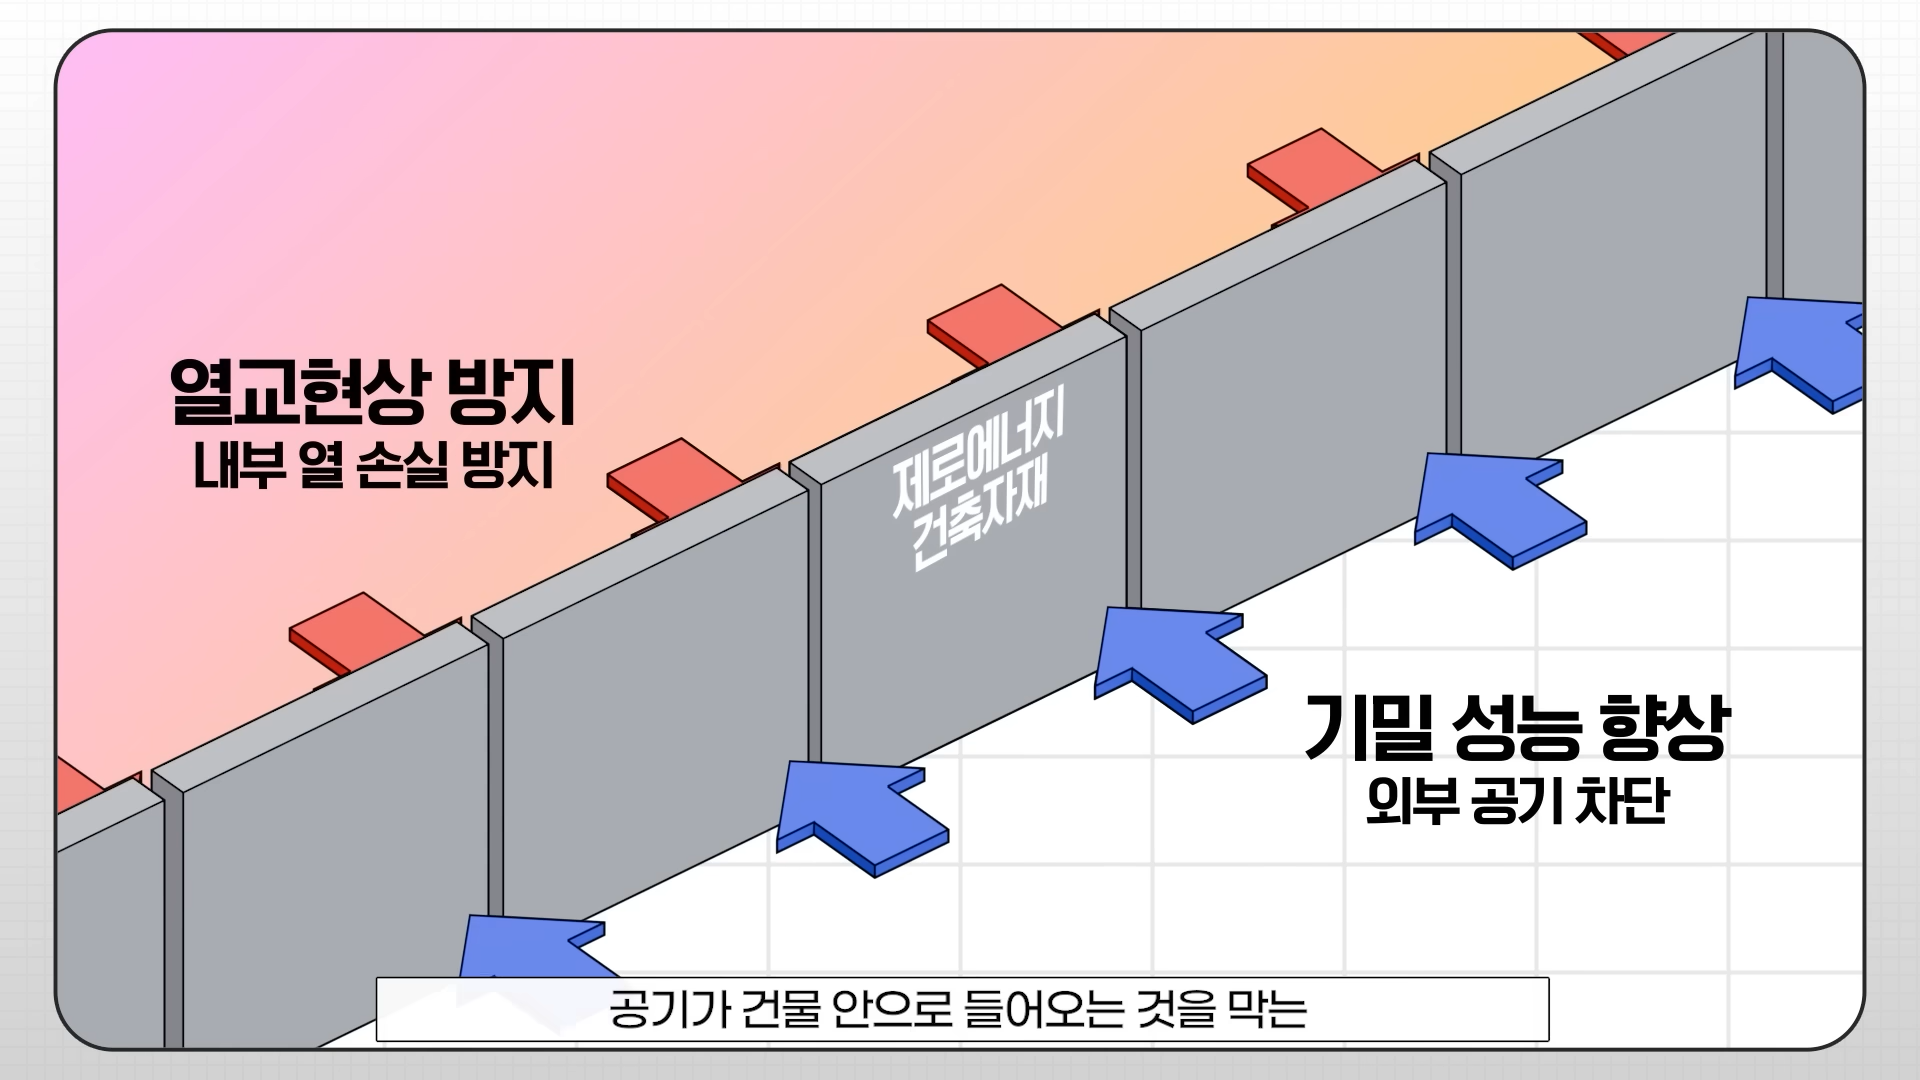 열교현상 방지
내부 열 손실 방지
제로에너지
건축자재
기밀 성능 향상
외부 공기 차단
공기가 건물 안으로 들어오는 것을 막는